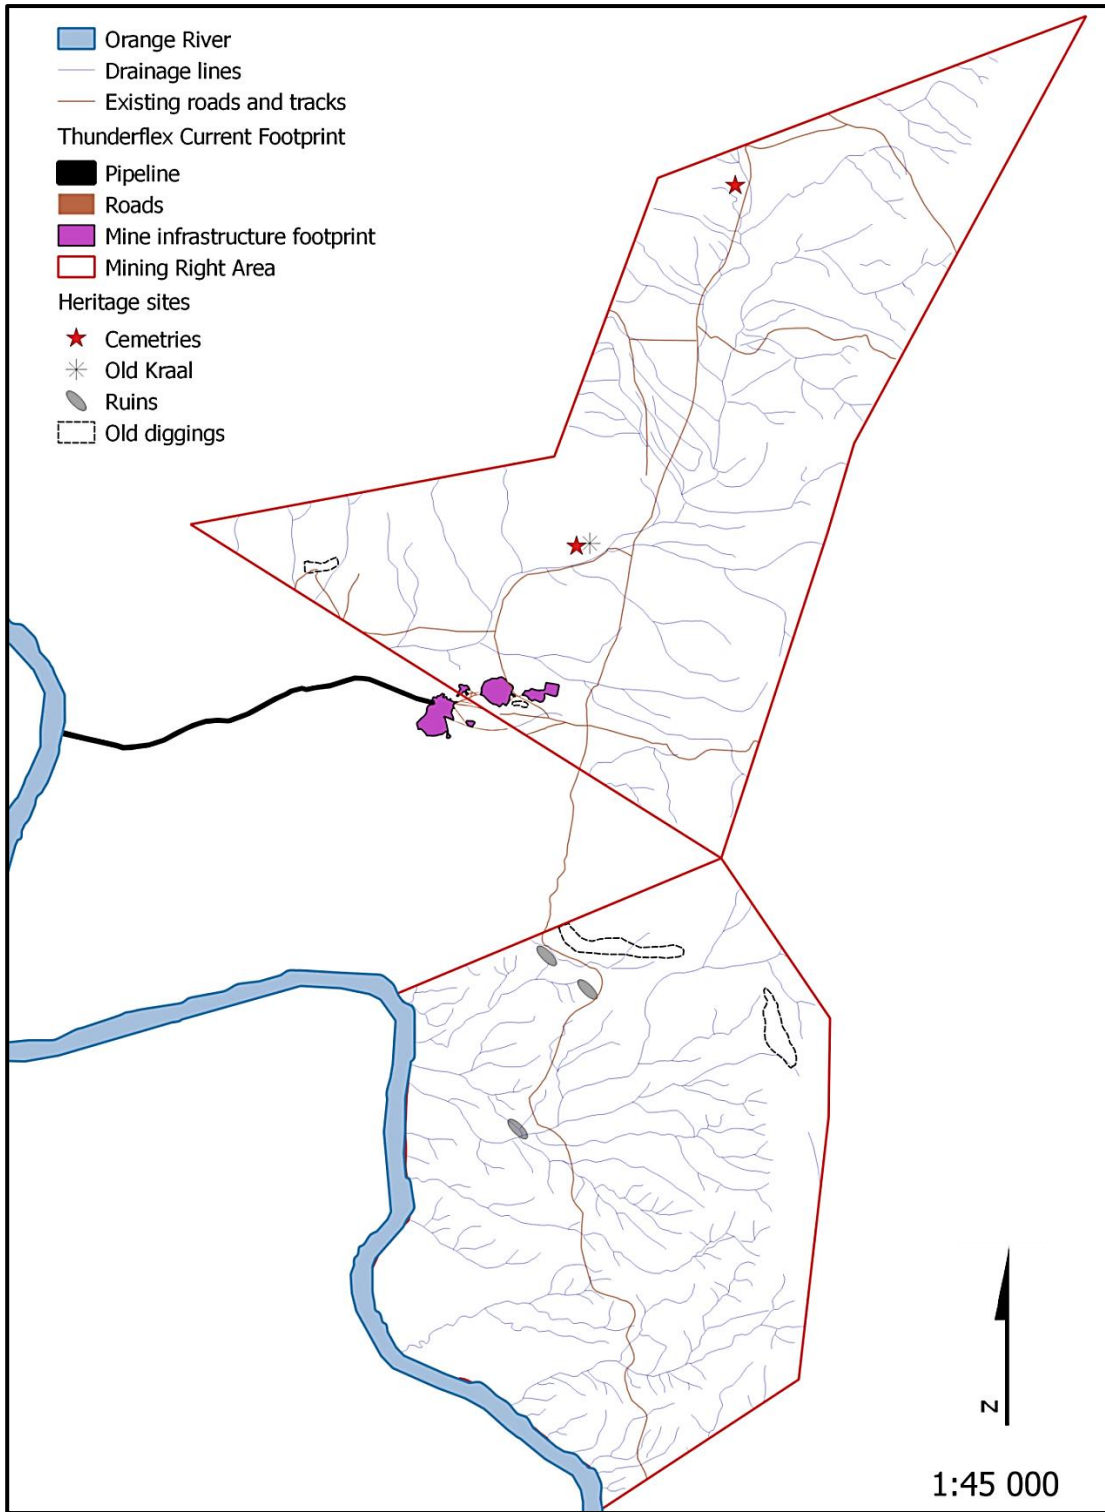 Orange River
Drainage lines
Existing roads and tracks
Thunderflex Current Footprint
Pipeline
Roads
Mine infrastructure footprint
Mining Right Area
Heritage sites
Cemetries
Old Kraal
Ruins
Old diggings
N
1:45 000